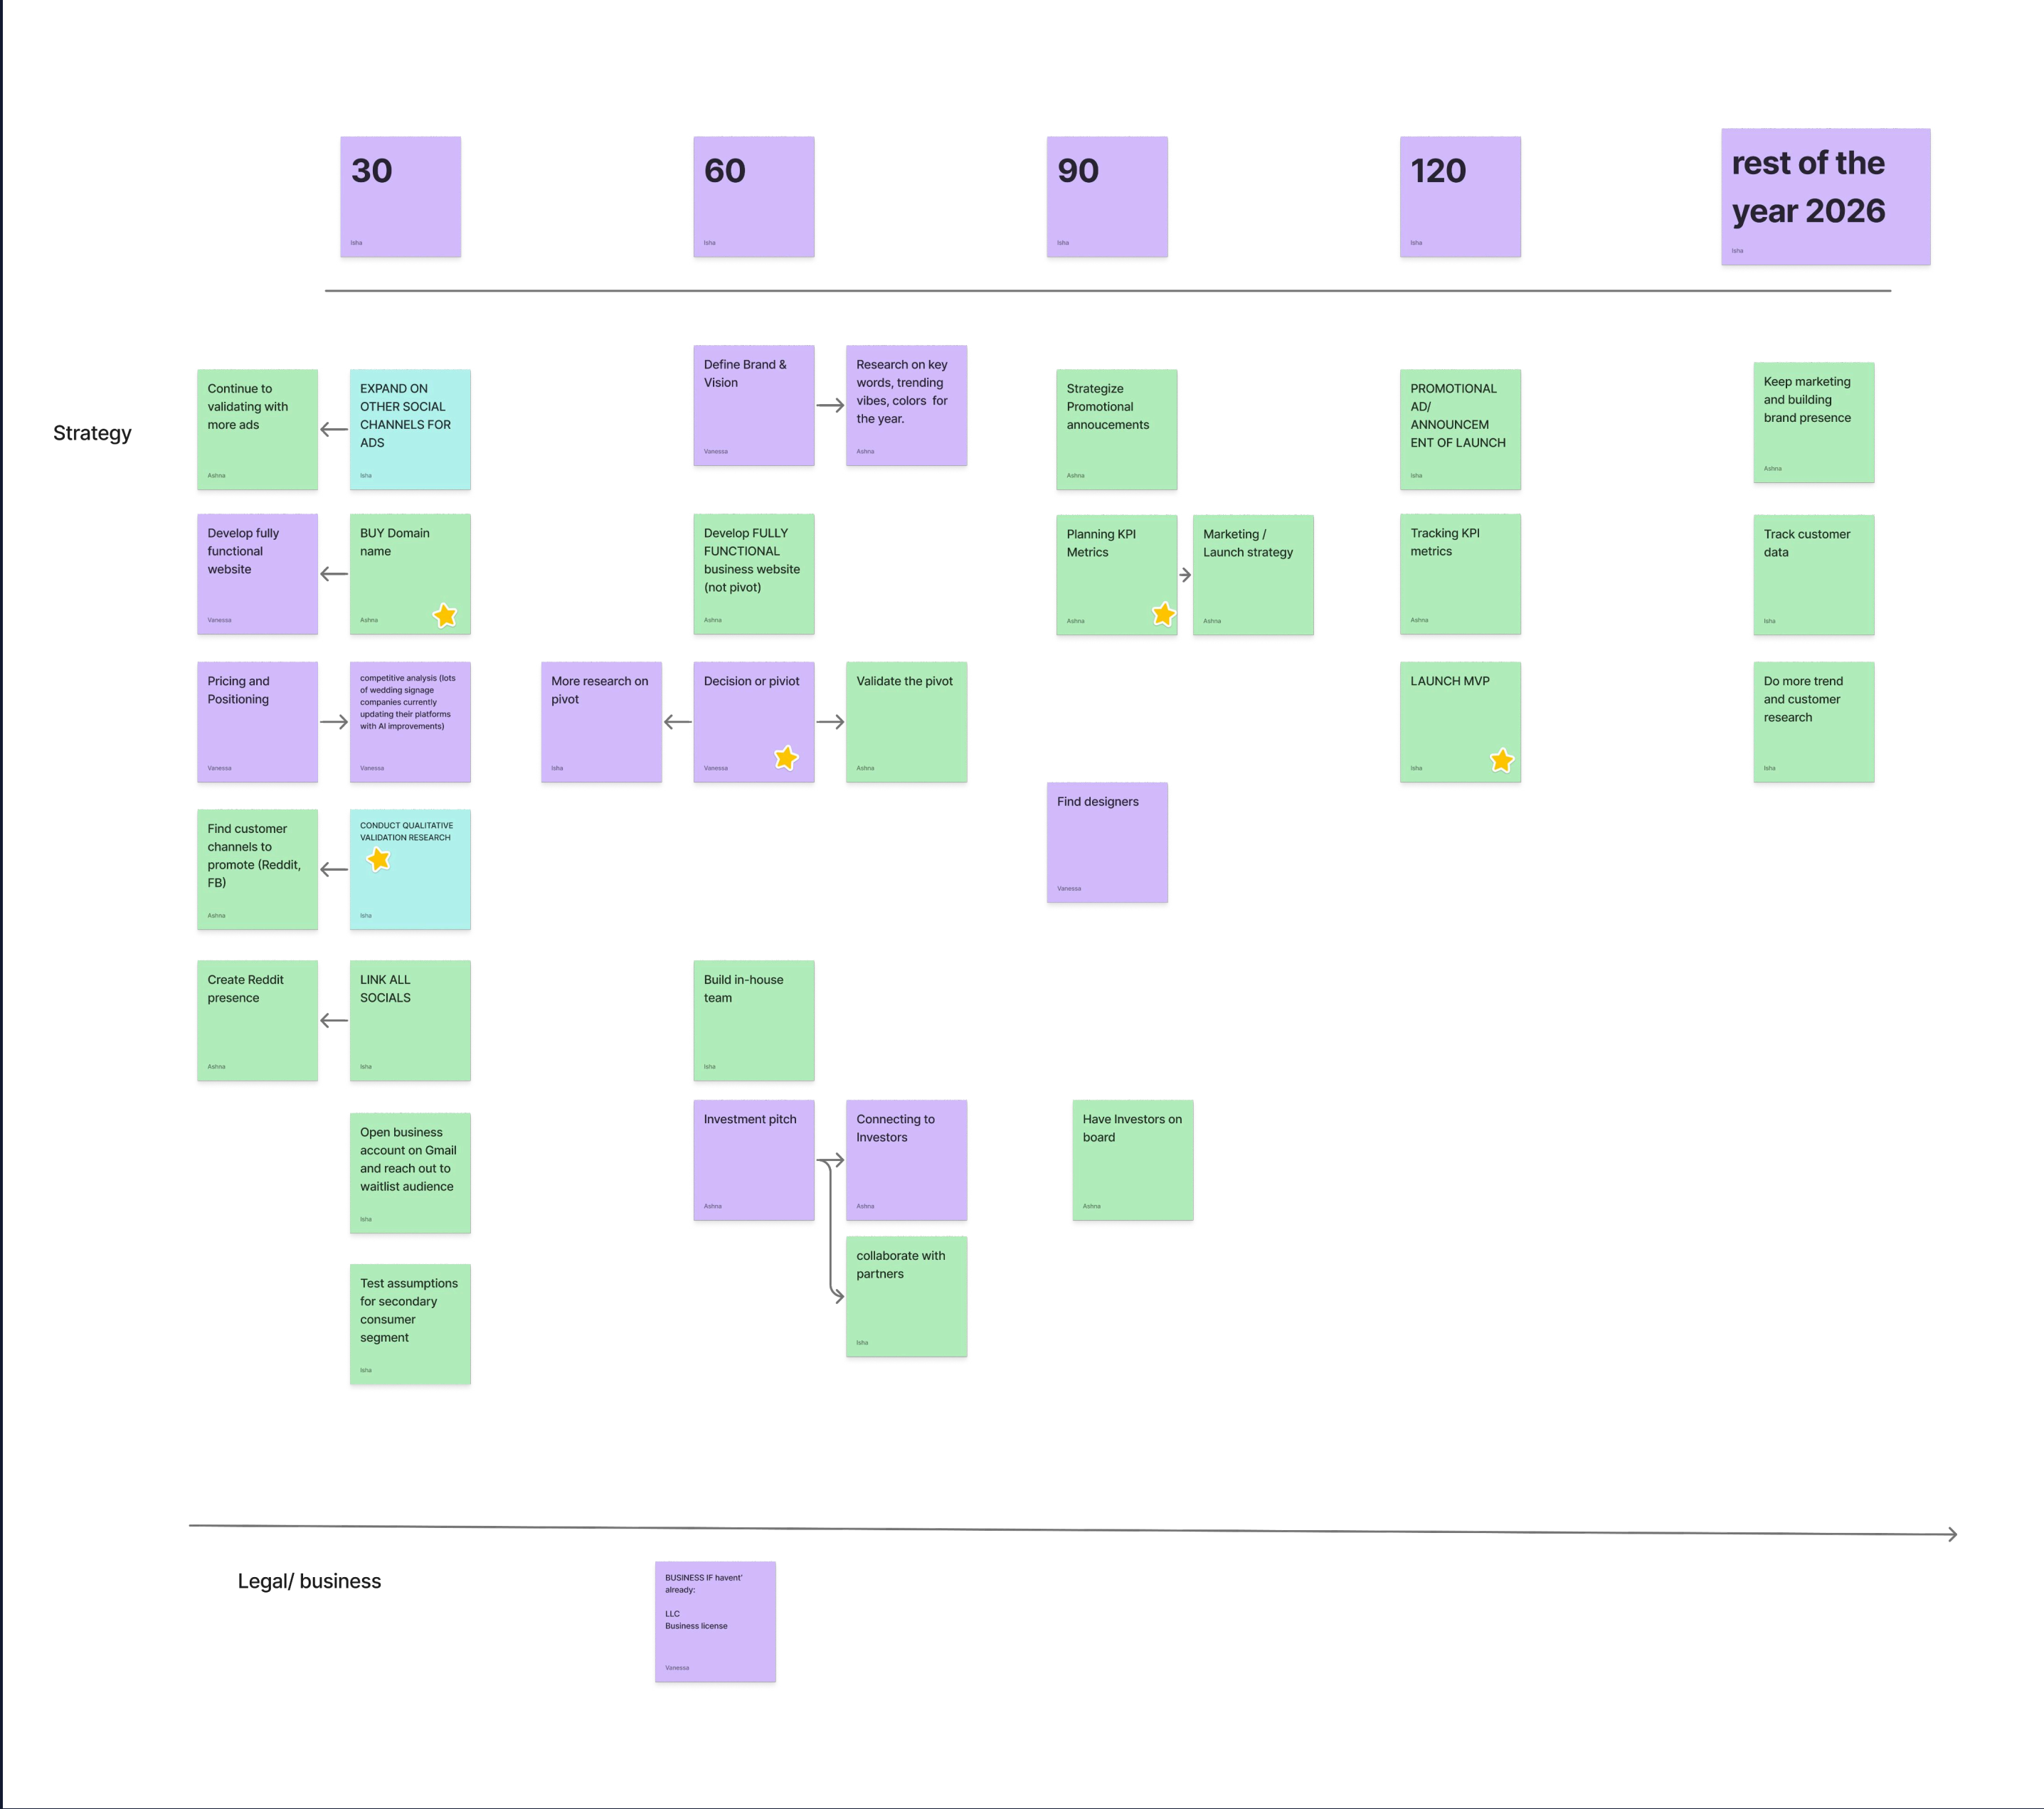 30
Isha
60
Isha
90
Isha
120
Isha
rest of the
year 2026
Isha
Strategy
Continue to
validating with
more ads
Ashna
EXPAND ON
OTHER SOCIAL
CHANNELS FOR
ADS
Isha
Define Brand &
Vision
Vanessa
Research on key
words, trending
vibes, colors for
the year.
Ashna
Strategize
Promotional
annoucements
Ashna
PROMOTIONAL
AD/
ANNOUNCEM
ENT OF LAUNCH
Isha
Keep marketing
and building
brand presence
Ashna
Develop fully
functional
website
Vanessa
BUY Domain
name
Ashna
Develop FULLY
FUNCTIONAL
business website
(not pivot)
Ashna
Planning KPI
Metrics
Ashna
Marketing /
Launch strategy
Ashna
Tracking KPI
metrics
Ashna
Track customer
data
Isha
Pricing and
Positioning
Vanessa
competitive analysis (lots
of wedding signage
companies currently
updating their platforms
with AI improvements)
Vanessa
More research on
pivot
Isha
Decision or piviot
Vanessa
Validate the pivot
Ashna
LAUNCH MVP
Isha
Do more trend
and customer
research
Isha
Find customer
channels to
promote (Reddit,
FB)
Ashna
CONDUCT QUALITATIVE
VALIDATION RESEARCH
Isha
Find designers
Vanessa
Create Reddit
presence
Ashna
LINK ALL
SOCIALS
Isha
Build in-house
team
Isha
Open business
account on Gmail
and reach out to
waitlist audience
Isha
Investment pitch
Ashna
Connecting to
Investors
Ashna
Have Investors on
board
Ashna
collaborate with
partners
Isha
Test assumptions
for secondary
consumer
segment
Isha
Legal/ business
BUSINESS IF havent'
already:
LLC
Business license
Vanessa